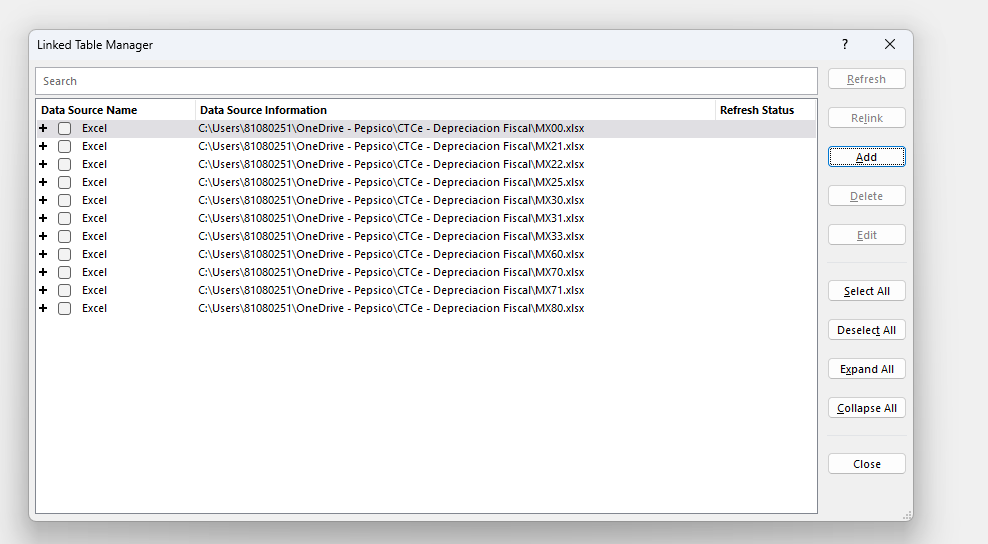 Linked Table Manager
?
Search
Refresh
Data Source Name Data Source Information Refresh Status
Excel C:\Users\81080251\OneDrive - Pepsico\CTCe - Depreciacion Fiscal\MX00.xlsx
Relink
Excel C:\Users\81080251\OneDrive - Pepsico\CTCe - Depreciacion Fiscal\MX21.xlsx
Add
Excel C:\Users\81080251\OneDrive - Pepsico\CTCe - Depreciacion Fiscal\MX22.xlsx
Excel C:\Users\81080251\OneDrive - Pepsico\CTCe - Depreciacion Fiscal\MX25.xlsx
Delete
Excel C:\Users\81080251\OneDrive - Pepsico\CTCe - Depreciacion Fiscal\MX30.xlsx
Excel C:\Users\81080251\OneDrive - Pepsico\CTCe - Depreciacion Fiscal\MX31.xlsx
Edit
Excel C:\Users\81080251\OneDrive - Pepsico\CTCe - Depreciacion Fiscal\MX33.xlsx
Excel C:\Users\81080251\OneDrive - Pepsico\CTCe - Depreciacion Fiscal\MX60.xlsx
Excel C:\Users\81080251\OneDrive - Pepsico\CTCe - Depreciacion Fiscal\MX70.xlsx
Excel C:\Users\81080251\OneDrive - Pepsico\CTCe - Depreciacion Fiscal\MX71.xlsx
Select All
Excel C:\Users\81080251\OneDrive - Pepsico\CTCe - Depreciacion Fiscal\MX80.xlsx
Deselect All
Expand All
Collapse All
Close